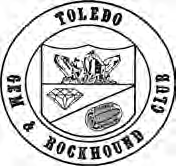 TOLEDO
GEM & ROCKHOUND CLUB